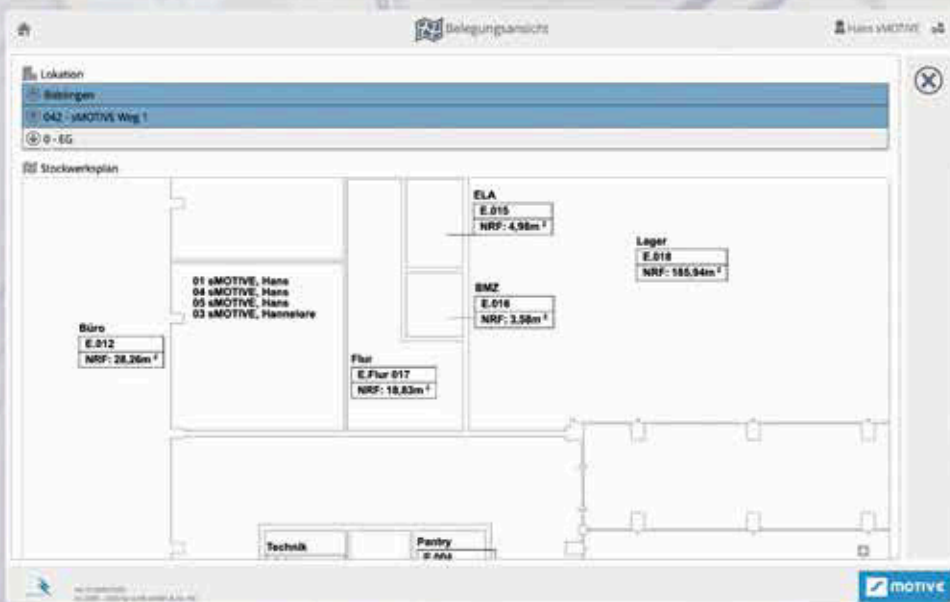 Belegungsansicht
Hans sMOTIVE
Lokation
Böblingen
042 - sMOTIVE Weg 1
0 - EG
Stockwerksplan
ELA
E.015
NRF: 4,98m²
Lager
E.018
NRF: 185,94m²
01 sMOTIVE, Hans
04 sMOTIVE, Hans
05 sMOTIVE, Hans
03 sMOTIVE, Hannelore
BMZ
E.016
NRF: 3,58m²
Büro
E.012
NRF: 28,26m²
Flur
E.Flur 017
NRF: 18,83m²
Technik
Pantry
E.004
MOTIVE